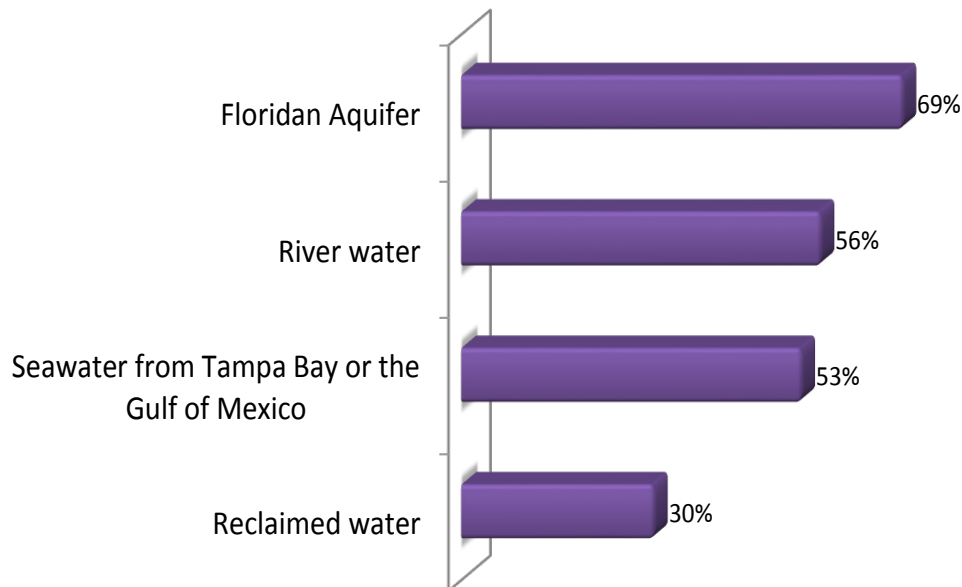 Floridan Aquifer
69%
River water
56%
Seawater from Tampa Bay or the
Gulf of Mexico
53%
Reclaimed water
30%